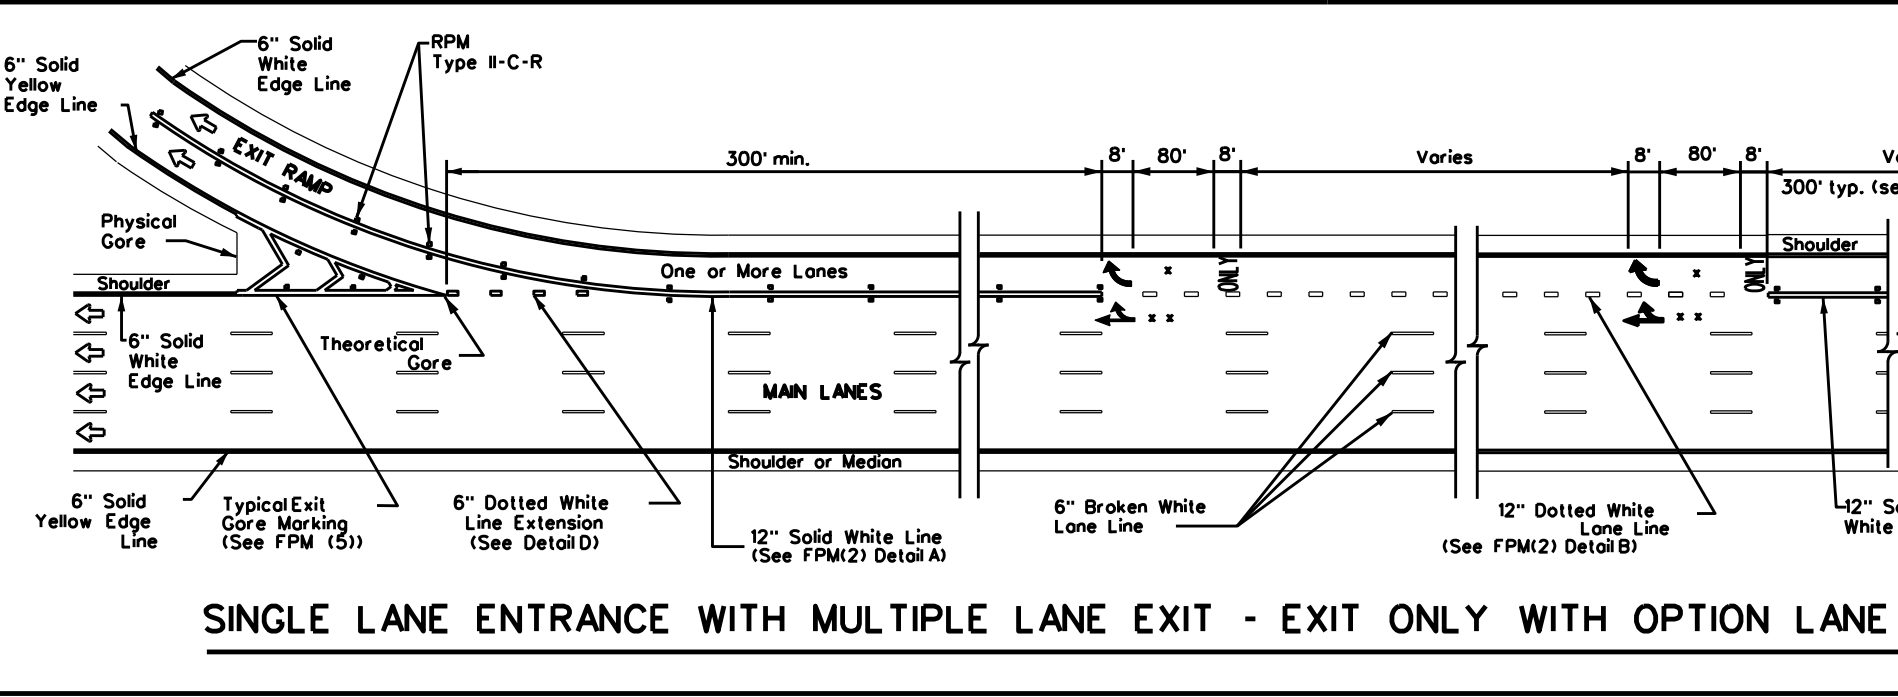 6" Solid
White
Edge Line
RPM
Type II-C-R
6" Solid
Yellow
Edge Line
EXIT RAMP
300' min.
8'
80'
8'
Varies
8'
80'
8'
300' typ. (se
Physical
Gore
Shoulder
One or More Lanes
ONLY
ONLY
Shoulder
x
x x
x
x x
6" Solid
White
Edge Line
Theoretical
Gore
MAIN LANES
Shoulder or Median
6" Solid
Yellow Edge
Line
Typical Exit
Gore Marking
(See FPM (5))
6" Dotted White
Line Extension
(See Detail D)
12" Solid White Line
(See FPM(2) Detail A)
6" Broken White
Lane Line
12" Dotted White
Lane Line
(See FPM(2) Detail B)
12" So
White
SINGLE LANE ENTRANCE WITH MULTIPLE LANE EXIT - EXIT ONLY WITH OPTION LANE